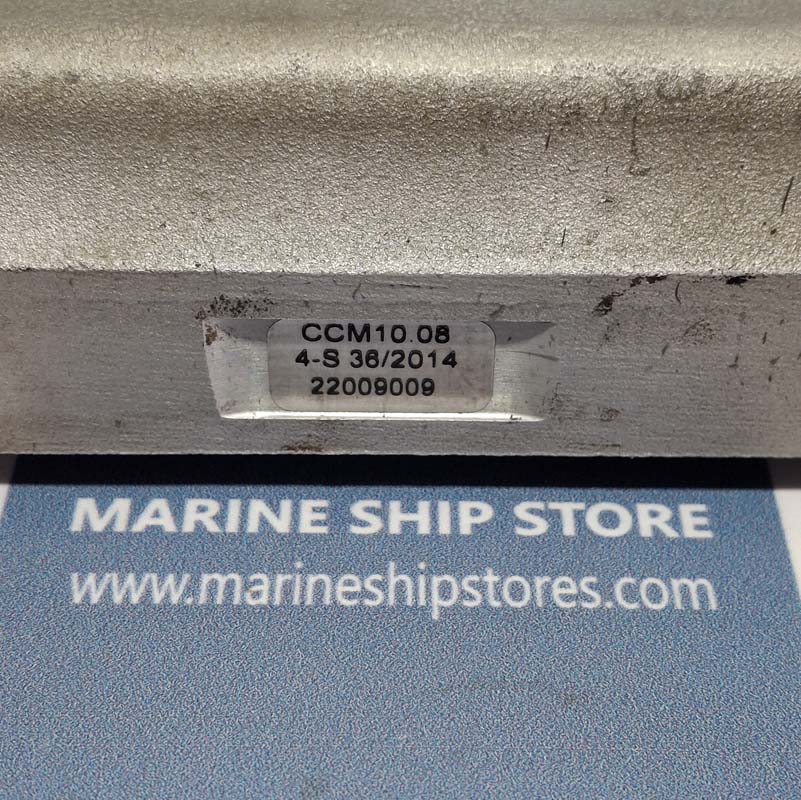 CCM10.08
4-S 36/2014
22009009
MARINE SHIP STORE
www.marineshipstores.com